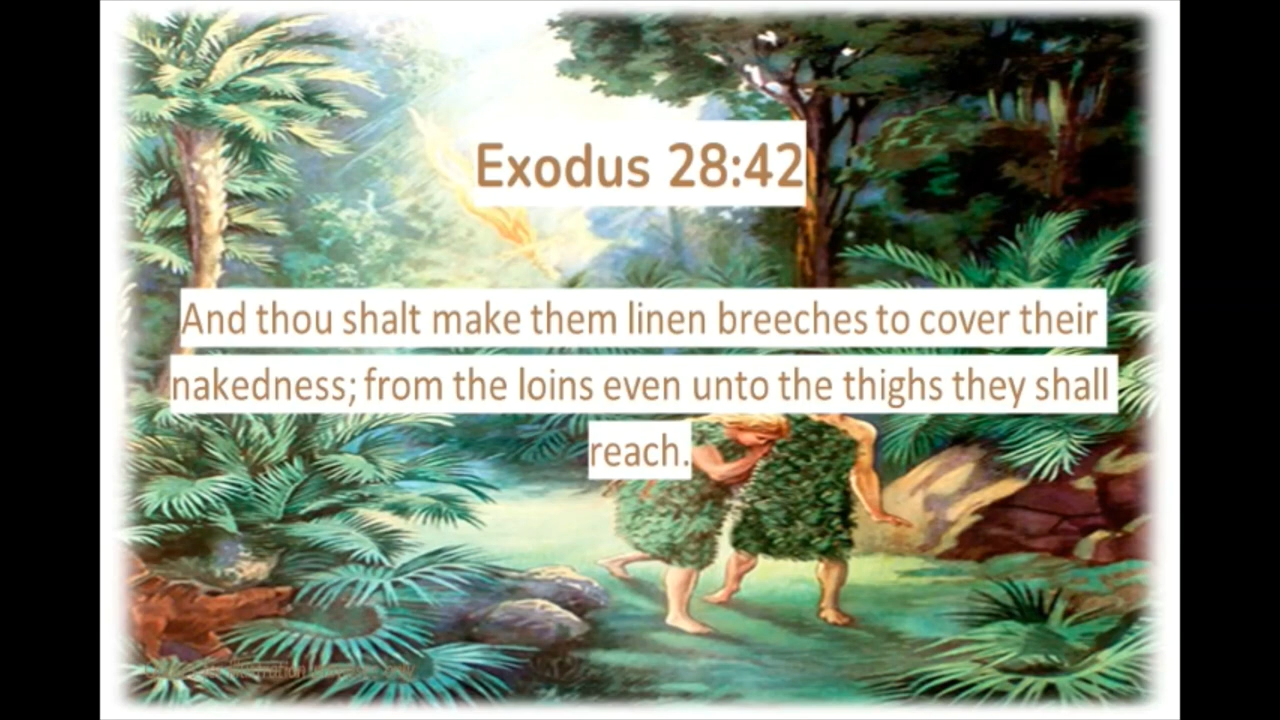 Exodus 28:42
And thou shalt make them linen breeches to cover their
nakedness; from the loins even unto the thighs they shall
reach.